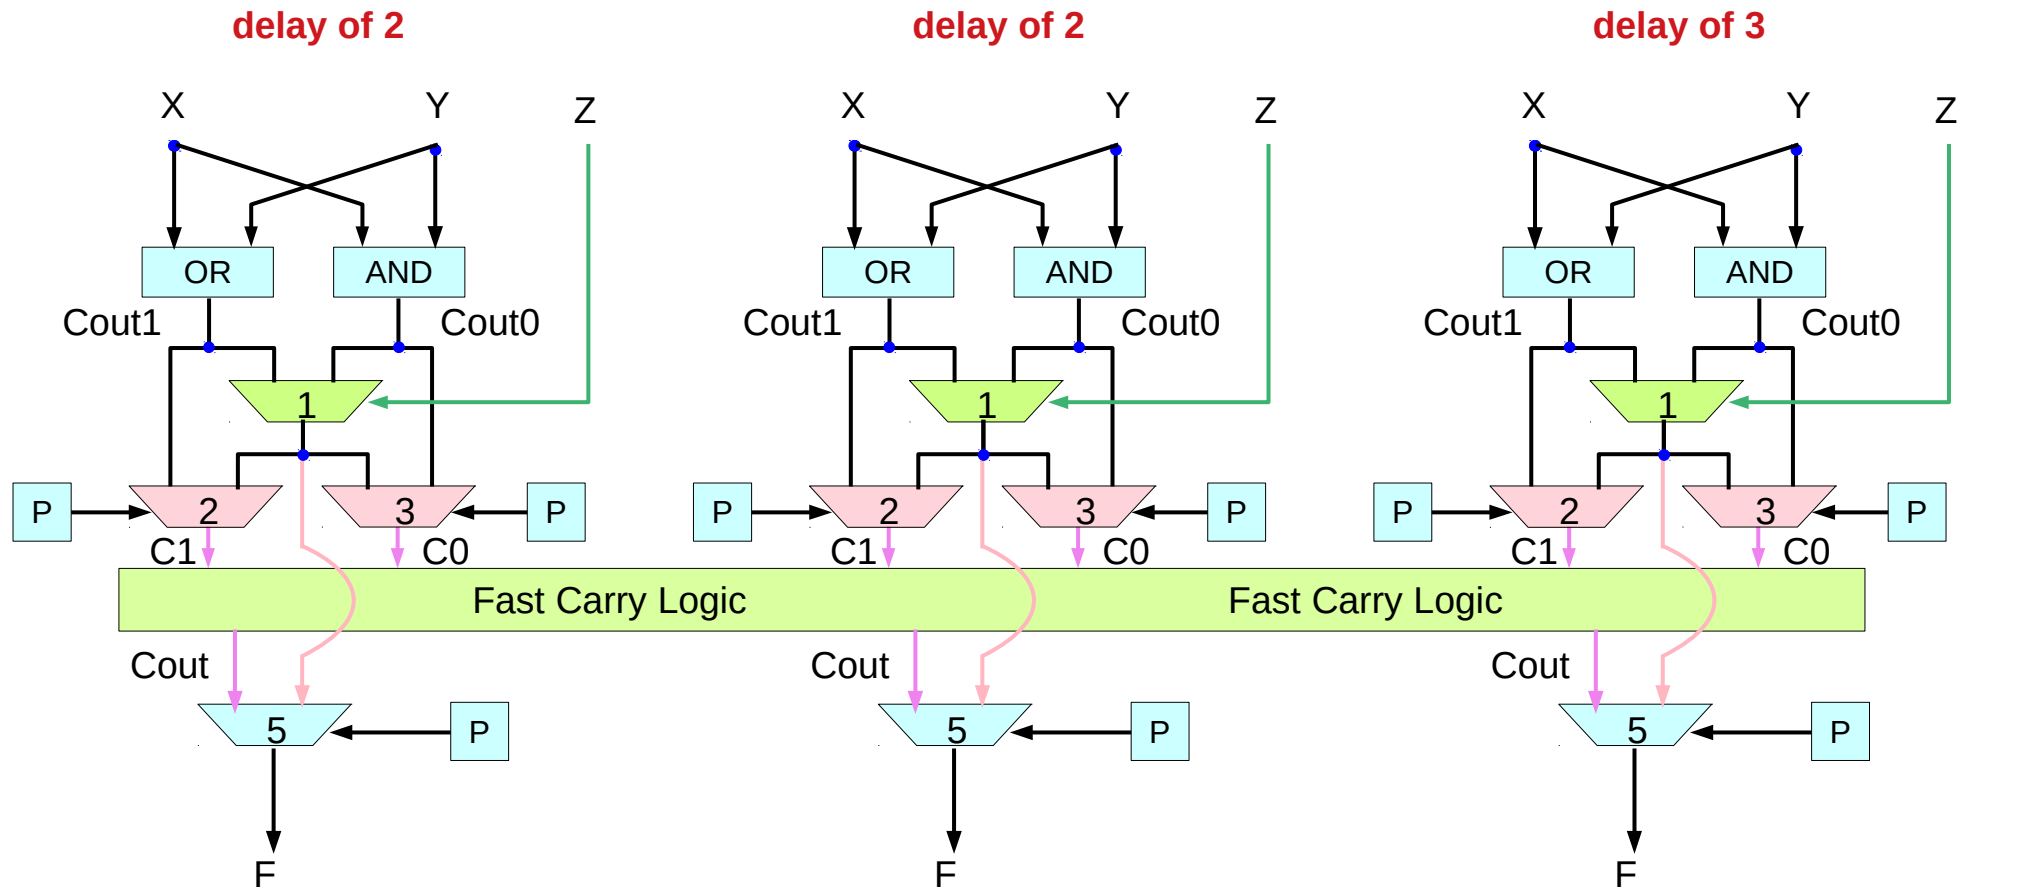 delay of 2 delay of 2 delay of 3
X Y Z X Y Z X Y Z
OR AND OR AND OR AND
Cout1 Cout0 Cout1 Cout0 Cout1 Cout0
1 1 1
P 2 3 P P 2 3 P P 2 3 P
C1 C0 C1 C0 C1 C0
Fast Carry Logic Fast Carry Logic
Cout Cout Cout
5 P 5 P 5 P
F F F